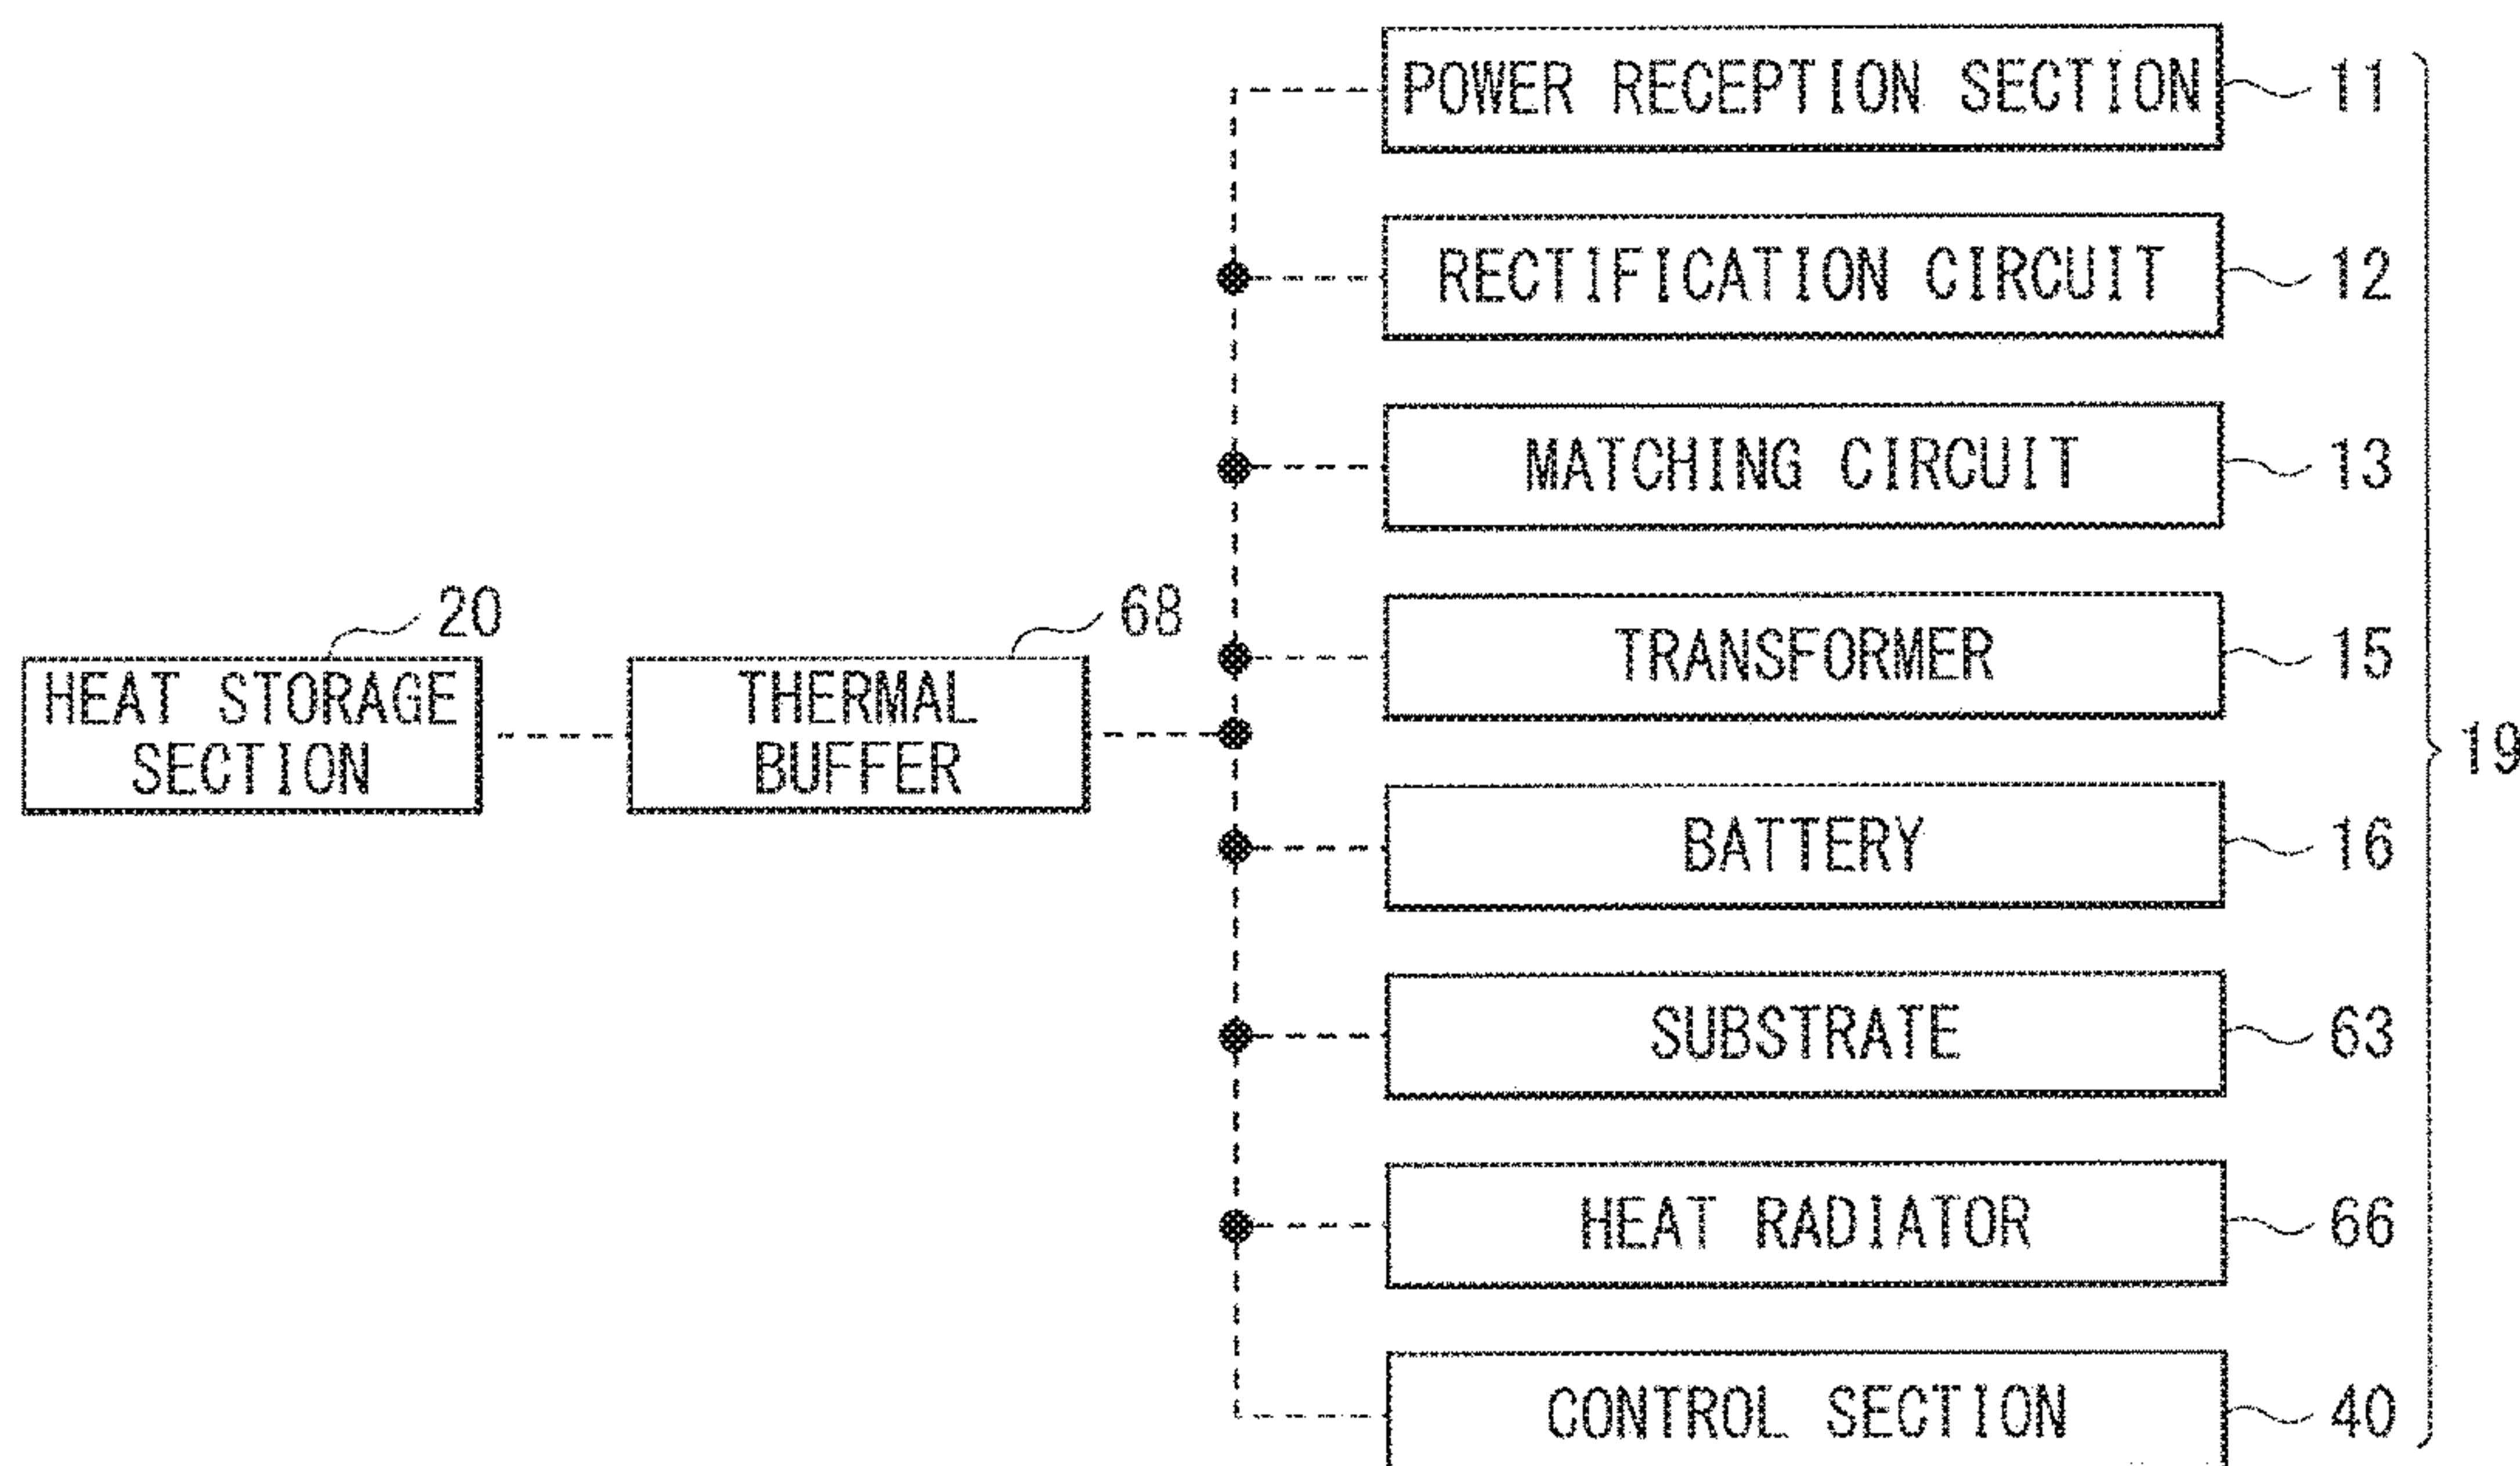 POWER RECEPTION SECTION 11
RECTIFICATION CIRCUIT 12
MATCHING CIRCUIT 13
20
68
HEAT STORAGE
SECTION
THERMAL
BUFFER
TRANSFORMER 15
19
BATTERY 16
SUBSTRATE 63
HEAT RADIATOR 66
CONTROL SECTION 40